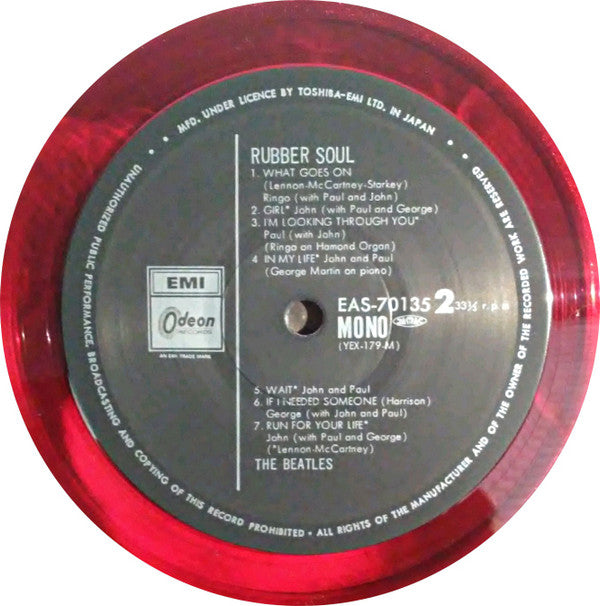 MFD. UNDER LICENCE BY TOSHIBA-EMI LTD. IN JAPAN
UNAUTHORIZED PUBLIC PERFORMANCE, BROADCASTING AND COPYING OF THIS RECORD PROHIBITED • ALL RIGHTS OF THE MANUFACTURER AND OF THE OWNER OF THE RECORDED WORK ARE RESERVED
RUBBER SOUL
1. WHAT GOES ON
(Lennon-McCartney-Starkey)
Ringo (with Paul and John)
2. GIRL* John (with Paul and George)
3. I'M LOOKING THROUGH YOU*
Paul (with John)
(Ringo on Hamond Organ)
4 IN MY LIFE* John and Paul
(George Martin on piano)
EMI
Odeon
RECORDS
AN EMI TRADE MARK
EAS-70135 2 33⅓ r.p.m
MONO
(YEX-179-M)
5. WAIT* John and Paul
6. IF I NEEDED SOMEONE (Harrison)
George (with John and Paul)
7. RUN FOR YOUR LIFE*
John (with Paul and George)
(*Lennon-McCartney)
THE BEATLES